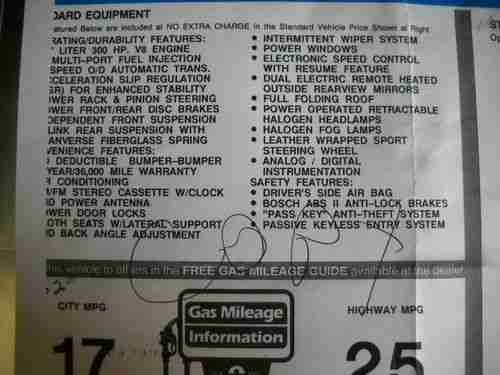 DARD EQUIPMENT
atured Below are included at NO EXTRA CHARGE in the Standard Vehicle Price Shown at Right
RATING/DURABILITY FEATURES:
LITER 300 HP. V8 ENGINE
MULTI-PORT FUEL INJECTION
SPEED O/D AUTOMATIC TRANS.
CELERATION SLIP REGULATION
SR) FOR ENHANCED STABILITY
OWER RACK & PINION STEERING
OWER FRONT/REAR DISC BRAKES
DEPENDENT FRONT SUSPENSION
LINK REAR SUSPENSION WITH
ANVERSE FIBERGLASS SPRING
VENIENCE FEATURES:
DEDUCTIBLE BUMPER-BUMPER
YEAR/36,000 MILE WARRANTY
R CONDITIONING
M/FM STEREO CASSETTE W/CLOCK
D POWER ANTENNA
OWER DOOR LOCKS
OTH SEATS W/LATERAL SUPPORT
D BACK ANGLE ADJUSTMENT
• INTERMITTENT WIPER SYSTEM
• POWER WINDOWS
• ELECTRONIC SPEED CONTROL
WITH RESUME FEATURE
• DUAL ELECTRIC REMOTE HEATED
OUTSIDE REARVIEW MIRRORS
• FULL FOLDING ROOF
• POWER OPERATED RETRACTABLE
HALOGEN HEADLAMPS
• HALOGEN FOG LAMPS
• LEATHER WRAPPED SPORT
STEERING WHEEL
• ANALOG / DIGITAL
INSTRUMENTATION
SAFETY FEATURES:
• DRIVER'S SIDE AIR BAG
• BOSCH ABS II ANTI-LOCK BRAKES
• "PASS KEY" ANTI-THEFT SYSTEM
• PASSIVE KEYLESS ENTRY SYSTEM
his vehicle to others in the FREE GAS MILEAGE GUIDE available at the dealer.
CITY MPG
17
Gas Mileage
Information
HIGHWAY MPG
25